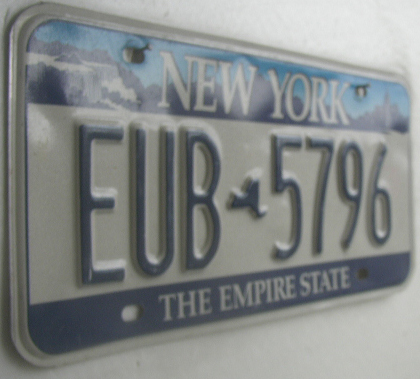 NEW YORK
EUB 5796
THE EMPIRE STATE